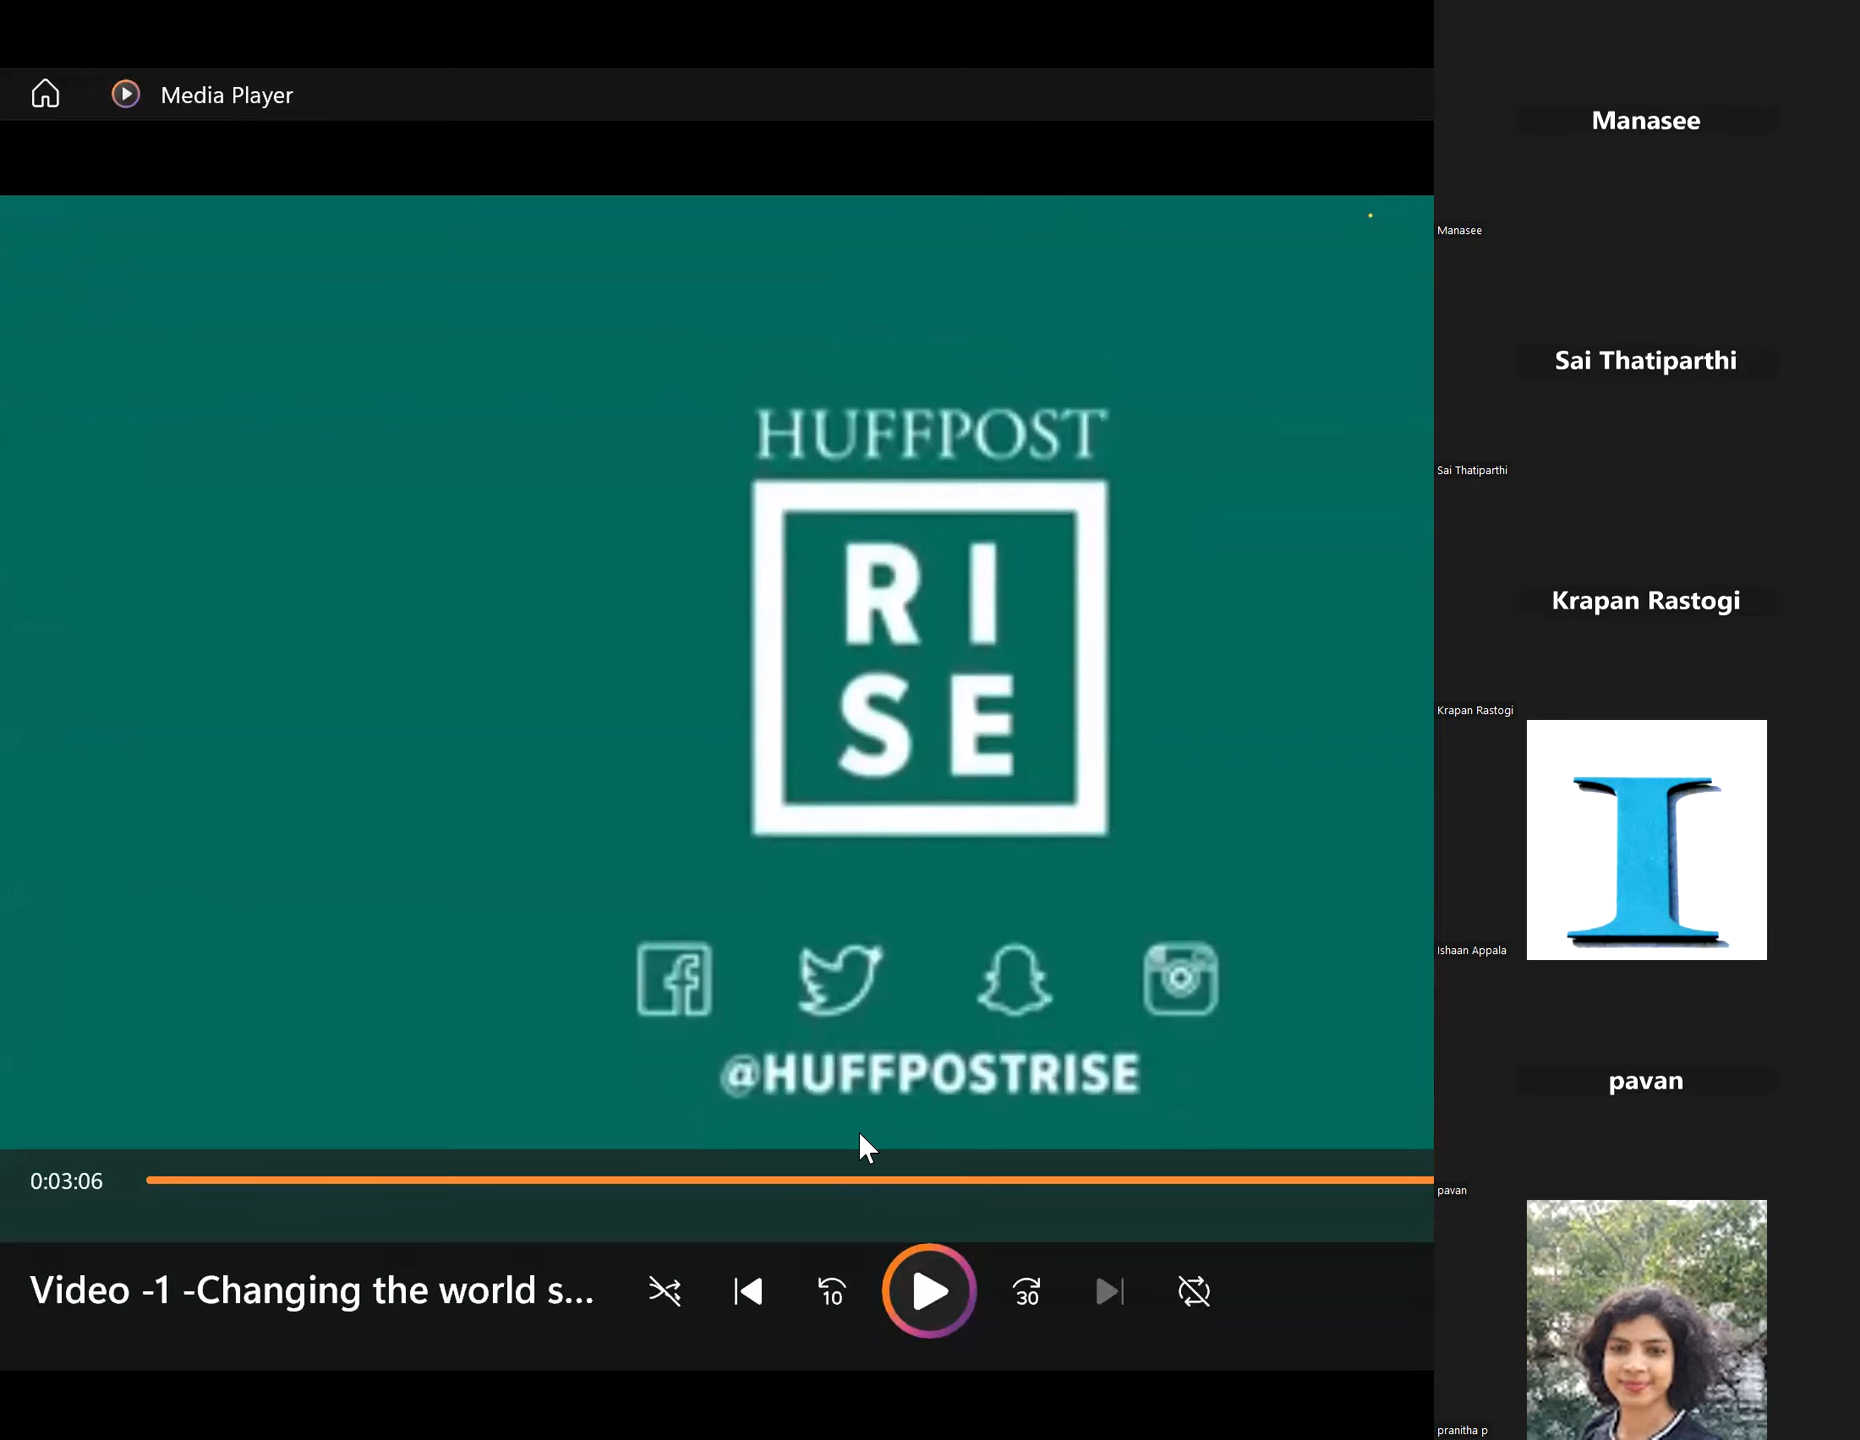 Media Player
HUFFPOST
RI
SE
@HUFFPOSTRISE
0:03:06
Video -1 -Changing the world s...
10
30
Manasee
Manasee
Sai Thatiparthi
Sai Thatiparthi
Krapan Rastogi
Krapan Rastogi
I
Ishaan Appala
pavan
pavan
pranitha p